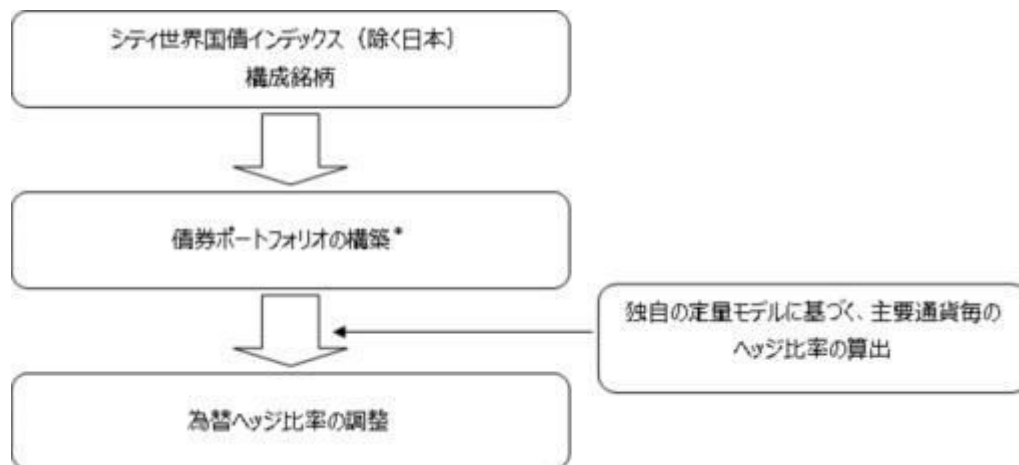 シティ世界国債インデックス（除く日本）
構成銘柄
債券ポートフォリオの構築*
独自の定量モデルに基づく、主要通貨毎の
ヘッジ比率の算出
為替ヘッジ比率の調整